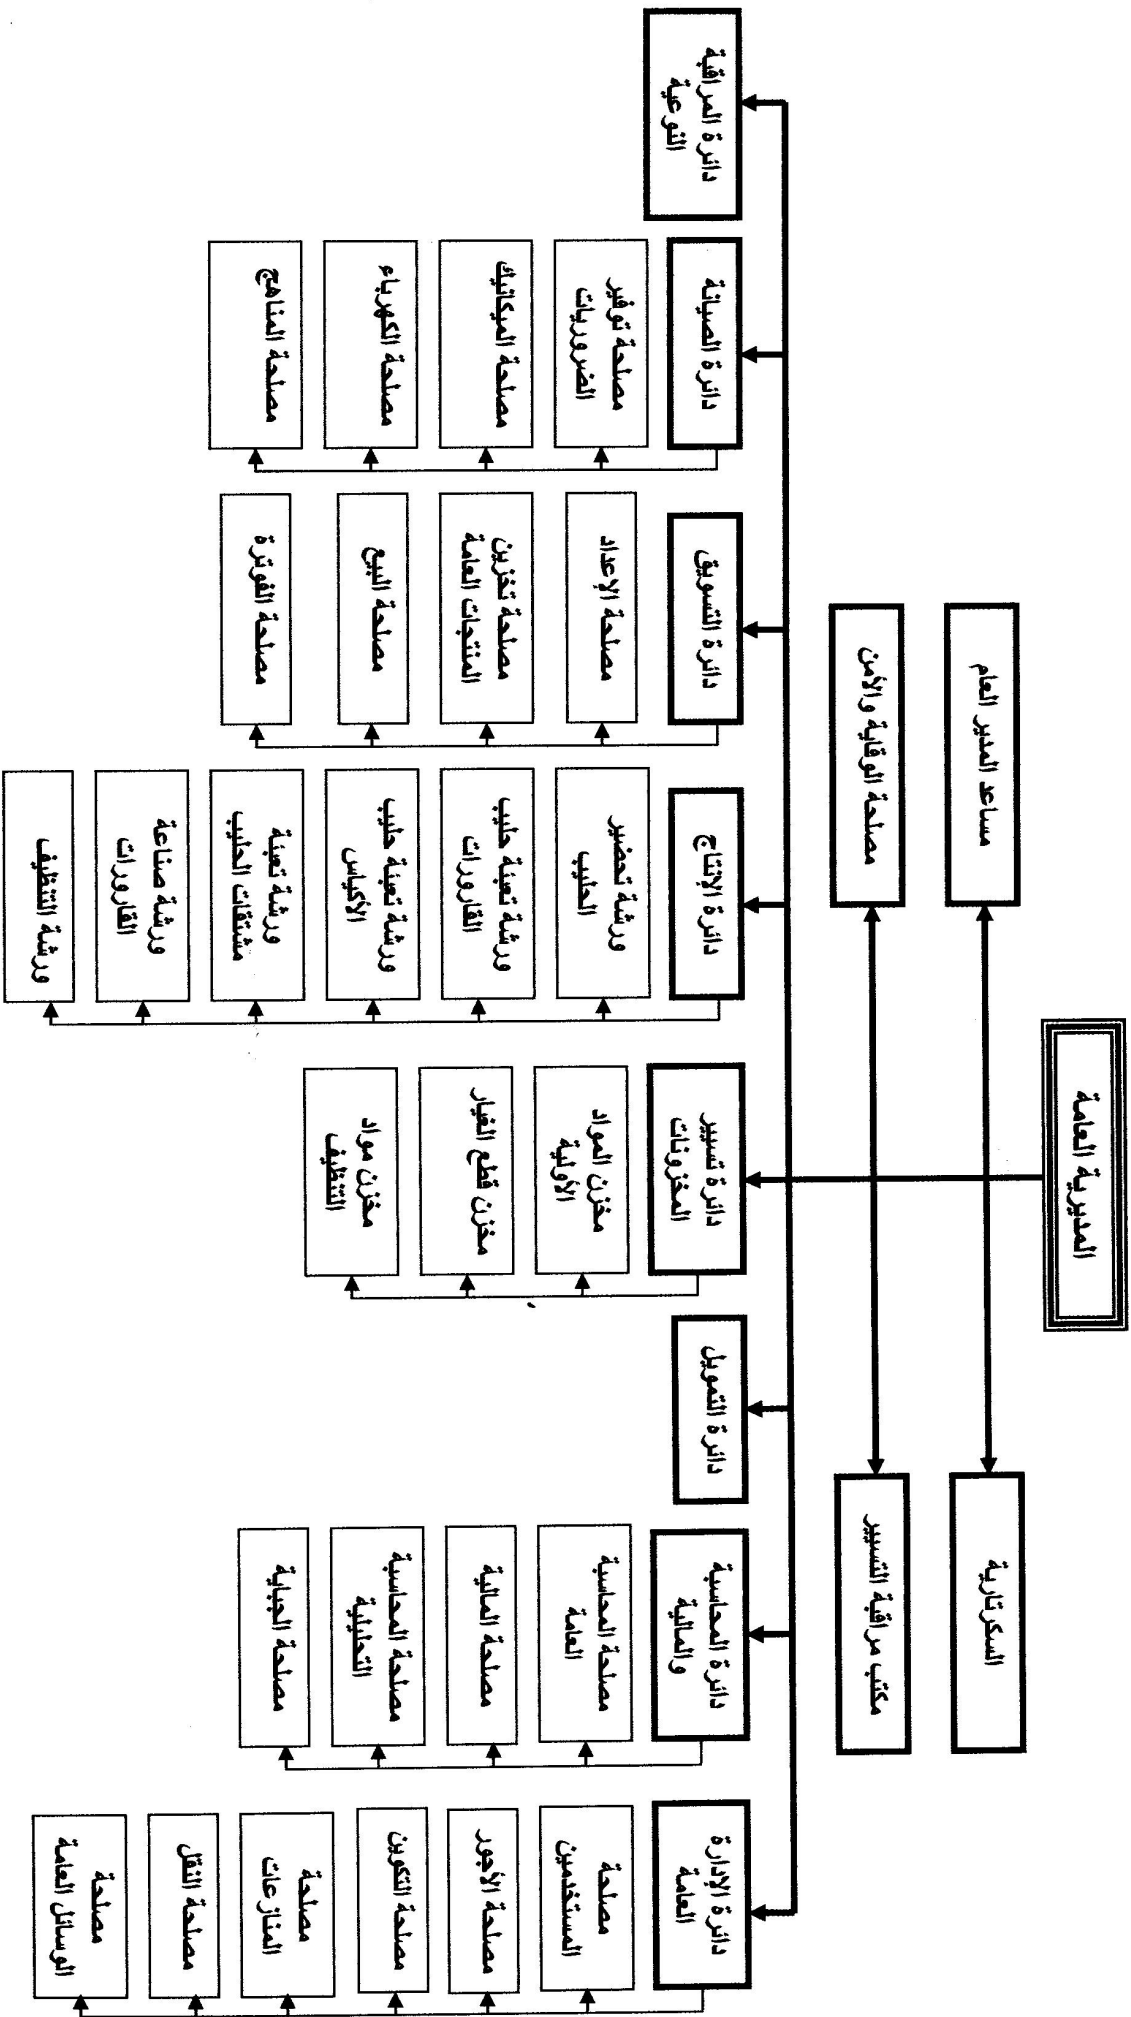 المديرية العامة
مساعد المدير العام
السكرتارية
مصلحة الوقاية والأمن
مكتب مراقبة التسيير
دائرة الإدارة
العامة
مصلحة
المستخدمين
مصلحة الأجور
مصلحة التكوين
مصلحة
المنازعات
مصلحة النقل
مصلحة
الوسائل العامة
دائرة المحاسبة
والمالية
مصلحة المحاسبة
العامة
مصلحة المالية
مصلحة المحاسبة
التحليلية
مصلحة الجباية
دائرة التمويل
دائرة تسيير
المخزونات
مخزن المواد
الأولية
مخزن قطع الغيار
مخزن مواد
التنظيف
دائرة الإنتاج
ورشة تحضير
الحليب
ورشة تعبئة حليب
القارورات
ورشة تعبئة حليب
الأكياس
ورشة تعبئة
مشتقات الحليب
ورشة صناعة
القارورات
ورشة التنظيف
دائرة التسويق
مصلحة الإعداد
مصلحة تخزين
المنتجات العامة
مصلحة البيع
مصلحة الفوترة
دائرة الصيانة
مصلحة توفير
الضروريات
مصلحة الميكانيك
مصلحة الكهرباء
مصلحة المناهج
دائرة المراقبة
النوعية